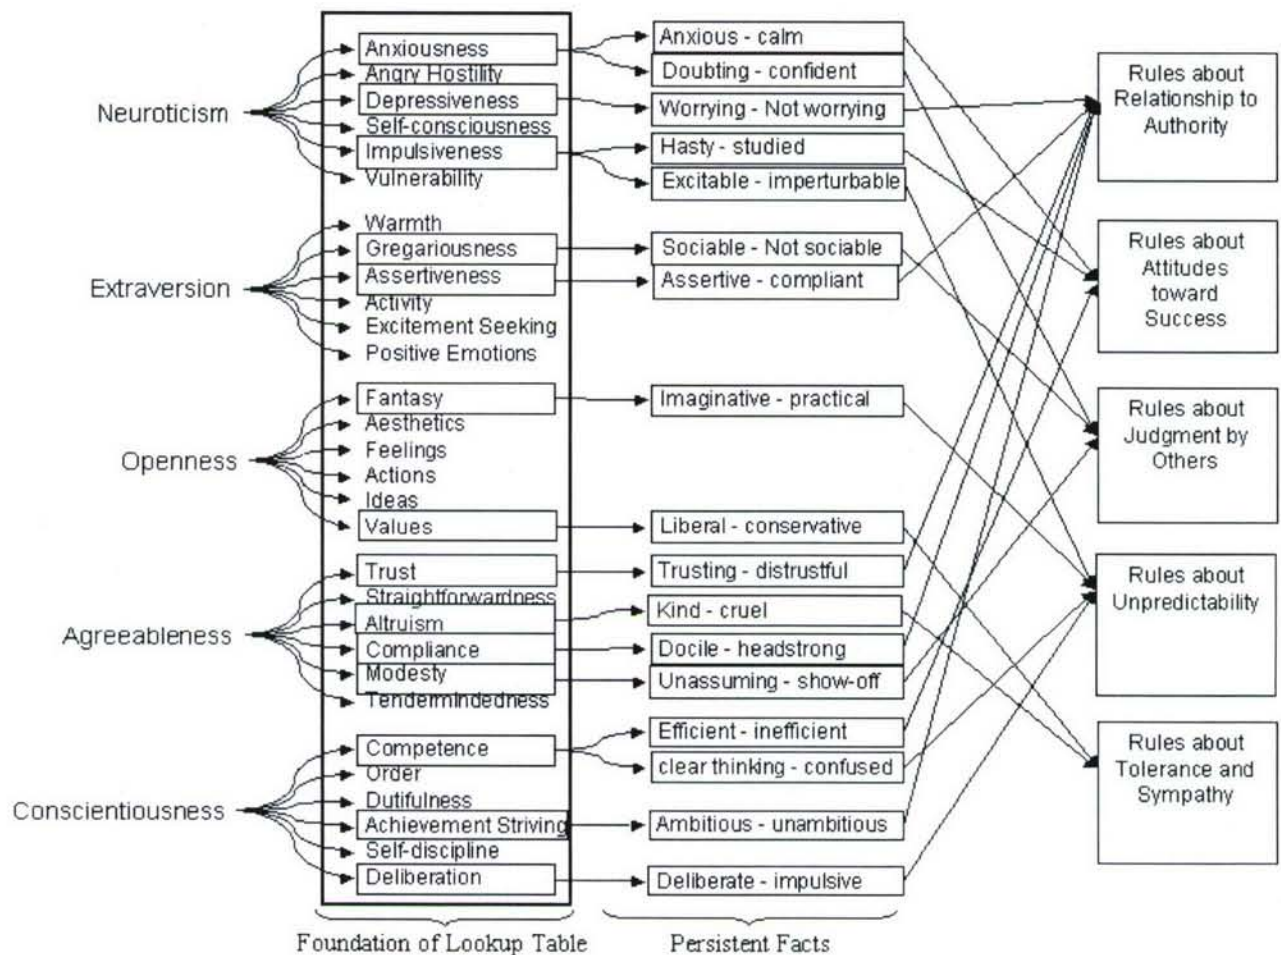 Neuroticism
Anxiousness
Angry Hostility
Depressiveness
Self-consciousness
Impulsiveness
Vulnerability
Extraversion
Warmth
Gregariousness
Assertiveness
Activity
Excitement Seeking
Positive Emotions
Openness
Fantasy
Aesthetics
Feelings
Actions
Ideas
Values
Agreeableness
Trust
Straightforwardness
Altruism
Compliance
Modesty
Tendermindedness
Conscientiousness
Competence
Order
Dutifulness
Achievement Striving
Self-discipline
Deliberation
Foundation of Lookup Table
Anxious - calm
Doubting - confident
Worrying - Not worrying
Hasty - studied
Excitable - imperturbable
Sociable - Not sociable
Assertive - compliant
Imaginative - practical
Liberal - conservative
Trusting - distrustful
Kind - cruel
Docile - headstrong
Unassuming - show-off
Efficient - inefficient
clear thinking - confused
Ambitious - unambitious
Deliberate - impulsive
Persistent Facts
Rules about
Relationship to
Authority
Rules about
Attitudes
toward
Success
Rules about
Judgment by
Others
Rules about
Unpredictability
Rules about
Tolerance and
Sympathy